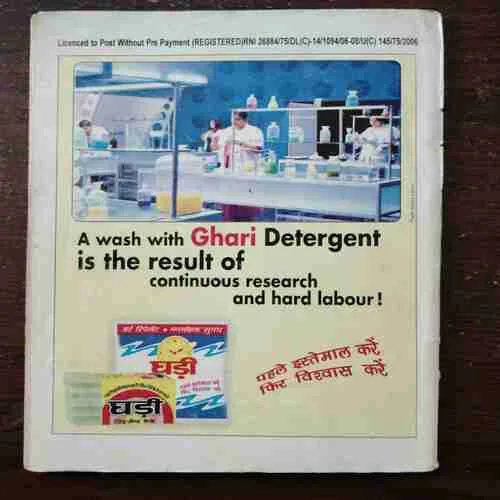 Licenced to Post Without Pre Payment (REGISTERED)RNI 26884/75/DL(C)-14/1094/06-08/U(C) 145/75/2006
A wash with Ghari Detergent
is the result of
continuous research
and hard labour!
घड़ी
घड़ी
पहले इस्तेमाल करें
फिर विश्वास करें